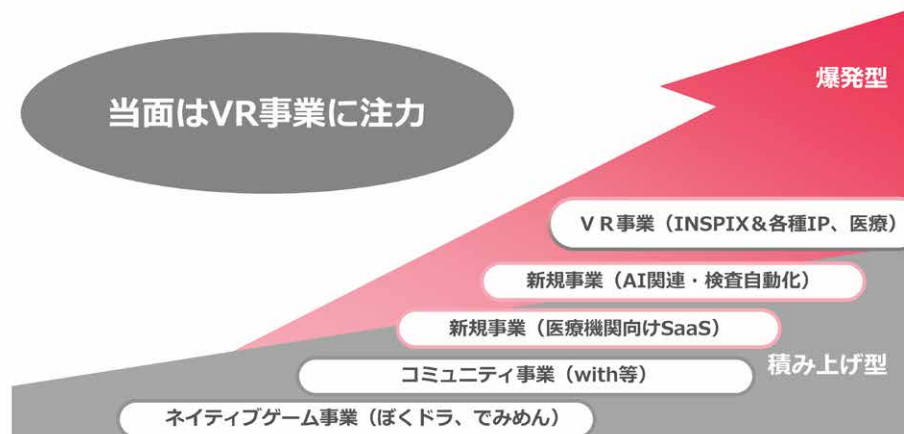 当面はVR事業に注力
爆発型
ＶＲ事業（INSPIX&各種IP、医療）
新規事業（AI関連・検査自動化）
新規事業（医療機関向けSaaS）
積み上げ型
コミュニティ事業（with等）
ネイティブゲーム事業（ぼくドラ、でみめん）